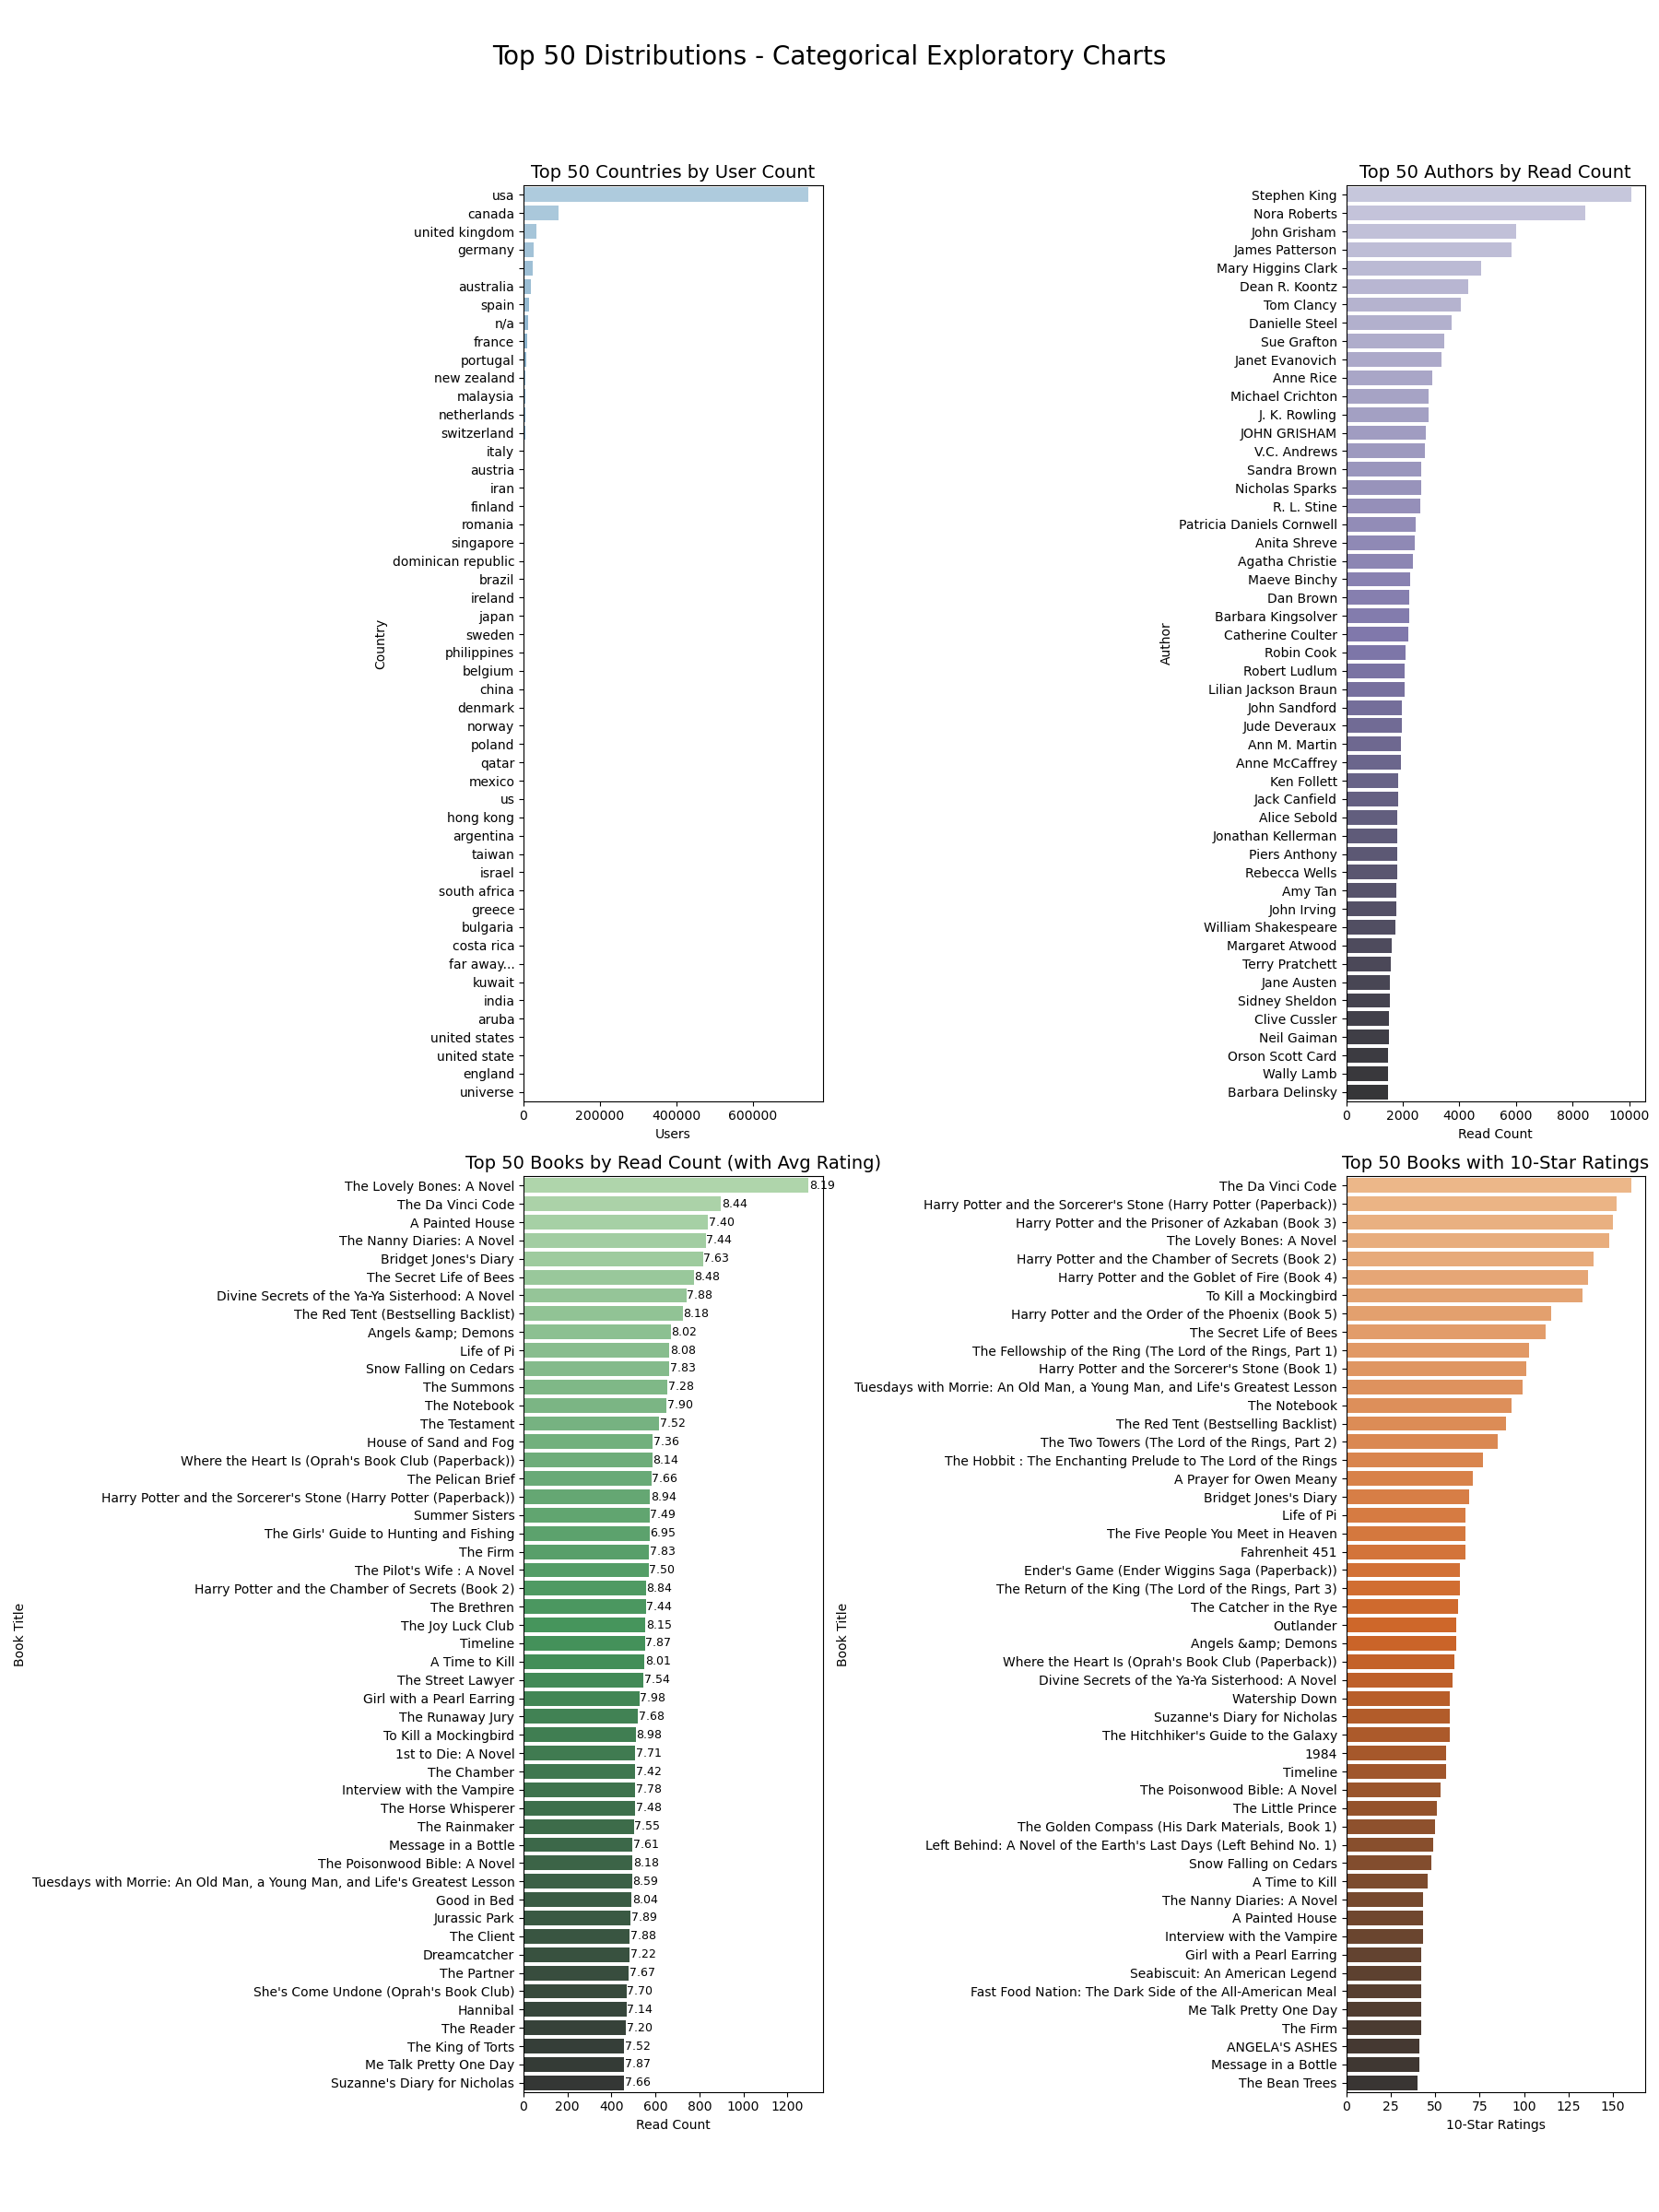 Top 50 Distributions - Categorical Exploratory Charts
Top 50 Countries by User Count
usa
canada
united kingdom
germany
australia
spain
n/a
france
portugal
new zealand
malaysia
netherlands
switzerland
italy
austria
iran
finland
romania
singapore
dominican republic
brazil
ireland
japan
sweden
philippines
belgium
china
denmark
norway
poland
qatar
mexico
us
hong kong
argentina
taiwan
israel
south africa
greece
bulgaria
costa rica
far away...
kuwait
india
aruba
united states
united state
england
universe
Country
0 200000 400000 600000
Users
Top 50 Authors by Read Count
Stephen King
Nora Roberts
John Grisham
James Patterson
Mary Higgins Clark
Dean R. Koontz
Tom Clancy
Danielle Steel
Sue Grafton
Janet Evanovich
Anne Rice
Michael Crichton
J. K. Rowling
JOHN GRISHAM
V.C. Andrews
Sandra Brown
Nicholas Sparks
R. L. Stine
Patricia Daniels Cornwell
Anita Shreve
Agatha Christie
Maeve Binchy
Dan Brown
Barbara Kingsolver
Catherine Coulter
Robin Cook
Robert Ludlum
Lilian Jackson Braun
John Sandford
Jude Deveraux
Ann M. Martin
Anne McCaffrey
Ken Follett
Jack Canfield
Alice Sebold
Jonathan Kellerman
Piers Anthony
Rebecca Wells
Amy Tan
John Irving
William Shakespeare
Margaret Atwood
Terry Pratchett
Jane Austen
Sidney Sheldon
Clive Cussler
Neil Gaiman
Orson Scott Card
Wally Lamb
Barbara Delinsky
Author
0 2000 4000 6000 8000 10000
Read Count
Top 50 Books by Read Count (with Avg Rating)
The Lovely Bones: A Novel 8.19
The Da Vinci Code 8.44
A Painted House 7.40
The Nanny Diaries: A Novel 7.44
Bridget Jones's Diary 7.63
The Secret Life of Bees 8.48
Divine Secrets of the Ya-Ya Sisterhood: A Novel 7.88
The Red Tent (Bestselling Backlist) 8.18
Angels &amp; Demons 8.02
Life of Pi 8.08
Snow Falling on Cedars 7.83
The Summons 7.28
The Notebook 7.90
The Testament 7.52
House of Sand and Fog 7.36
Where the Heart Is (Oprah's Book Club (Paperback)) 8.14
The Pelican Brief 7.66
Harry Potter and the Sorcerer's Stone (Harry Potter (Paperback)) 8.94
Summer Sisters 7.49
The Girls' Guide to Hunting and Fishing 6.95
The Firm 7.83
The Pilot's Wife : A Novel 7.50
Harry Potter and the Chamber of Secrets (Book 2) 8.84
The Brethren 7.44
The Joy Luck Club 8.15
Timeline 7.87
A Time to Kill 8.01
The Street Lawyer 7.54
Girl with a Pearl Earring 7.98
The Runaway Jury 7.68
To Kill a Mockingbird 8.98
1st to Die: A Novel 7.71
The Chamber 7.42
Interview with the Vampire 7.78
The Horse Whisperer 7.48
The Rainmaker 7.55
Message in a Bottle 7.61
The Poisonwood Bible: A Novel 8.18
Tuesdays with Morrie: An Old Man, a Young Man, and Life's Greatest Lesson 8.59
Good in Bed 8.04
Jurassic Park 7.89
The Client 7.88
Dreamcatcher 7.22
The Partner 7.67
She's Come Undone (Oprah's Book Club) 7.70
Hannibal 7.14
The Reader 7.20
The King of Torts 7.52
Me Talk Pretty One Day 7.87
Suzanne's Diary for Nicholas 7.66
Book Title
0 200 400 600 800 1000 1200
Read Count
Top 50 Books with 10-Star Ratings
The Da Vinci Code
Harry Potter and the Sorcerer's Stone (Harry Potter (Paperback))
Harry Potter and the Prisoner of Azkaban (Book 3)
The Lovely Bones: A Novel
Harry Potter and the Chamber of Secrets (Book 2)
Harry Potter and the Goblet of Fire (Book 4)
To Kill a Mockingbird
Harry Potter and the Order of the Phoenix (Book 5)
The Secret Life of Bees
The Fellowship of the Ring (The Lord of the Rings, Part 1)
Harry Potter and the Sorcerer's Stone (Book 1)
Tuesdays with Morrie: An Old Man, a Young Man, and Life's Greatest Lesson
The Notebook
The Red Tent (Bestselling Backlist)
The Two Towers (The Lord of the Rings, Part 2)
The Hobbit : The Enchanting Prelude to The Lord of the Rings
A Prayer for Owen Meany
Bridget Jones's Diary
Life of Pi
The Five People You Meet in Heaven
Fahrenheit 451
Ender's Game (Ender Wiggins Saga (Paperback))
The Return of the King (The Lord of the Rings, Part 3)
The Catcher in the Rye
Outlander
Angels &amp; Demons
Where the Heart Is (Oprah's Book Club (Paperback))
Divine Secrets of the Ya-Ya Sisterhood: A Novel
Watership Down
Suzanne's Diary for Nicholas
The Hitchhiker's Guide to the Galaxy
1984
Timeline
The Poisonwood Bible: A Novel
The Little Prince
The Golden Compass (His Dark Materials, Book 1)
Left Behind: A Novel of the Earth's Last Days (Left Behind No. 1)
Snow Falling on Cedars
A Time to Kill
The Nanny Diaries: A Novel
A Painted House
Interview with the Vampire
Girl with a Pearl Earring
Seabiscuit: An American Legend
Fast Food Nation: The Dark Side of the All-American Meal
Me Talk Pretty One Day
The Firm
ANGELA'S ASHES
Message in a Bottle
The Bean Trees
Book Title
0 25 50 75 100 125 150
10-Star Ratings